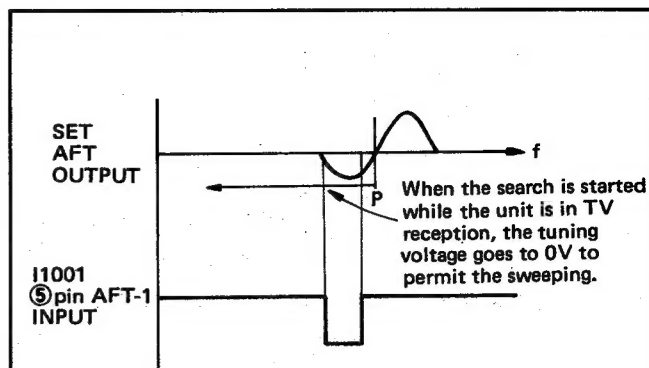 SET
AFT
OUTPUT
f
P
When the search is started
while the unit is in TV
reception, the tuning
voltage goes to 0V to
permit the sweeping.
I1001
⑤pin AFT-1
INPUT